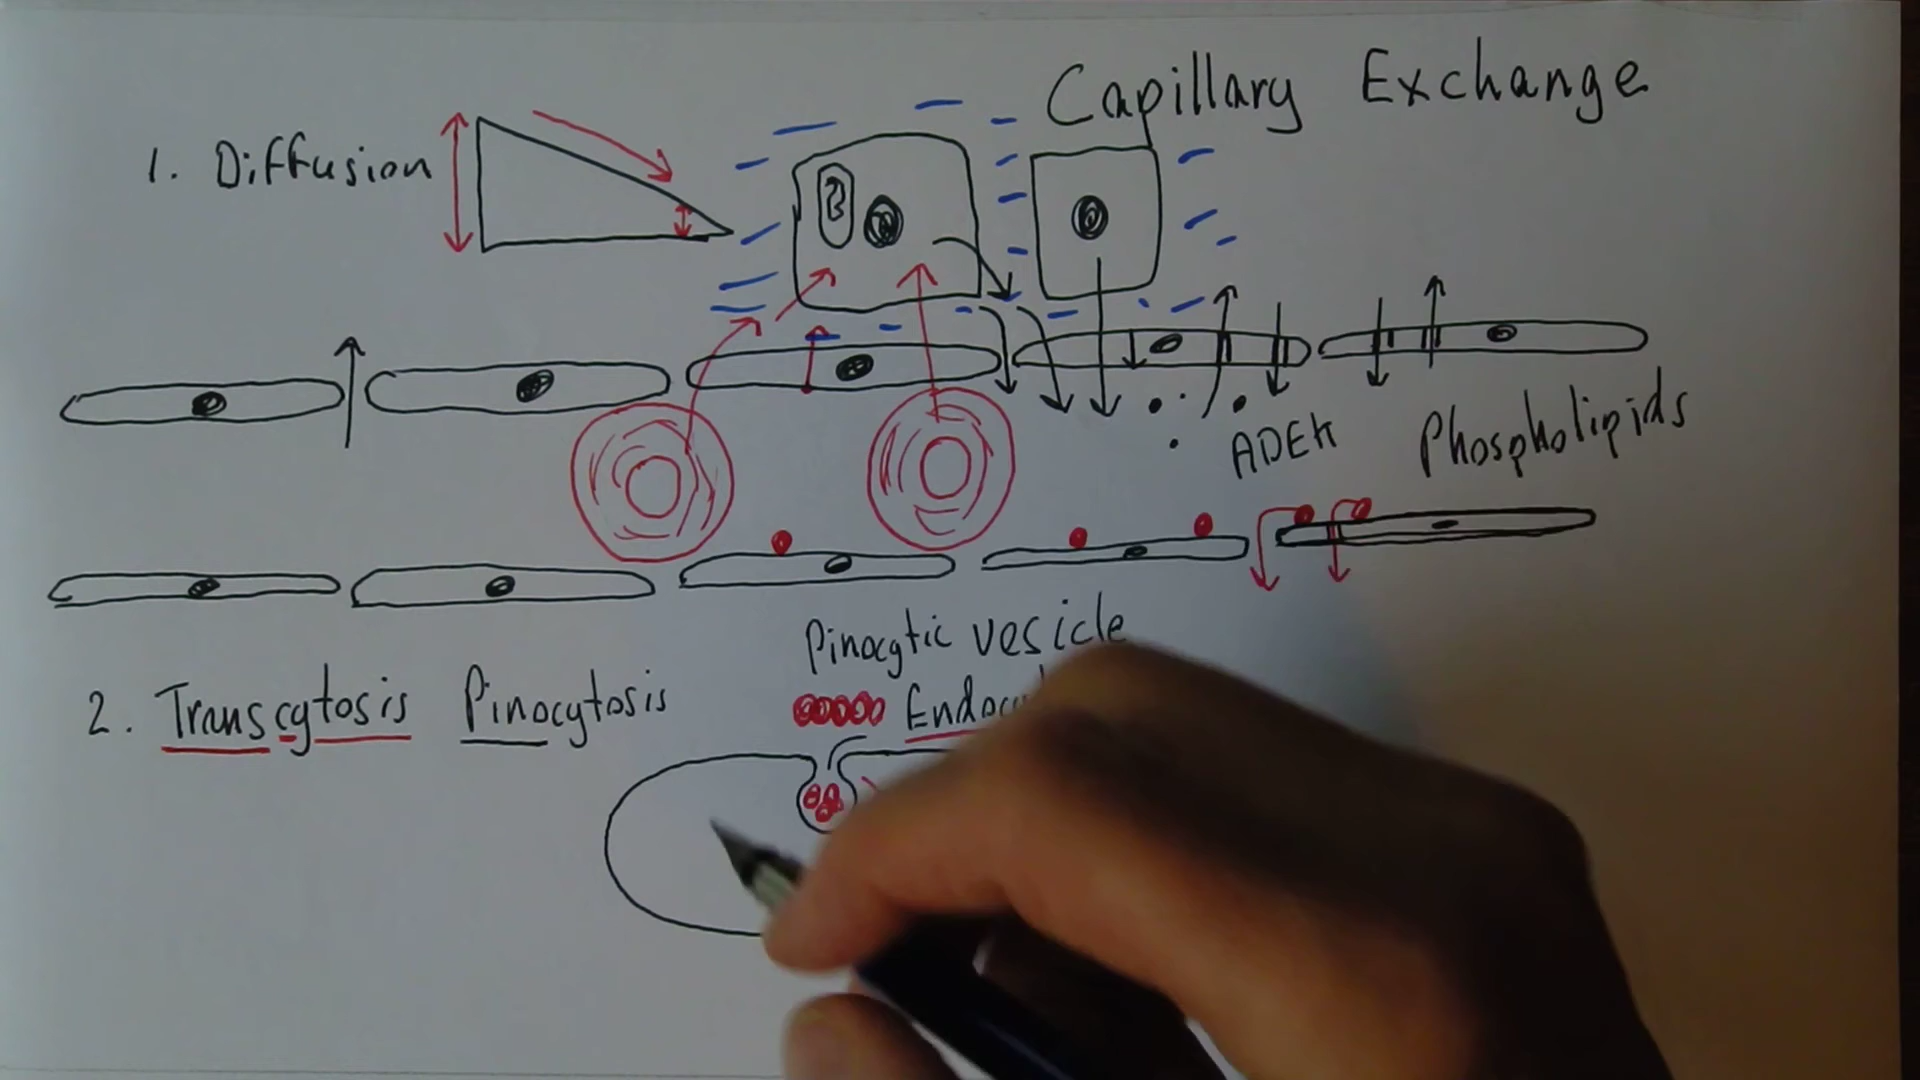 Capillary Exchange
1. Diffusion
ADEK Phospholipids
Pinocytic vesicle
2. Transcytosis Pinocytosis